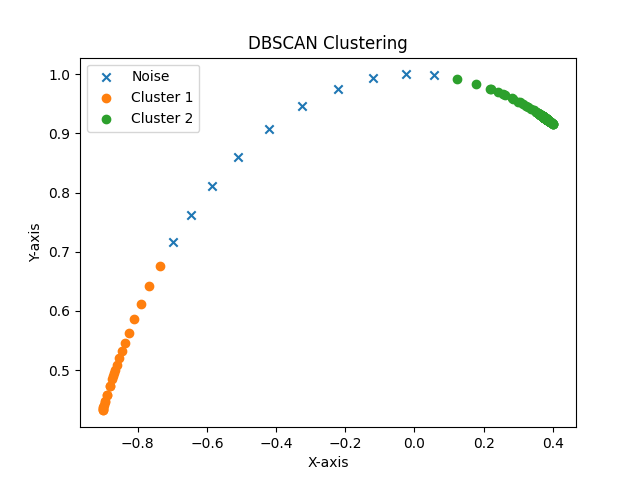 DBSCAN Clustering
Noise
Cluster 1
Cluster 2
1.0
0.9
0.8
0.7
0.6
0.5
Y-axis
−0.8 −0.6 −0.4 −0.2 0.0 0.2 0.4
X-axis